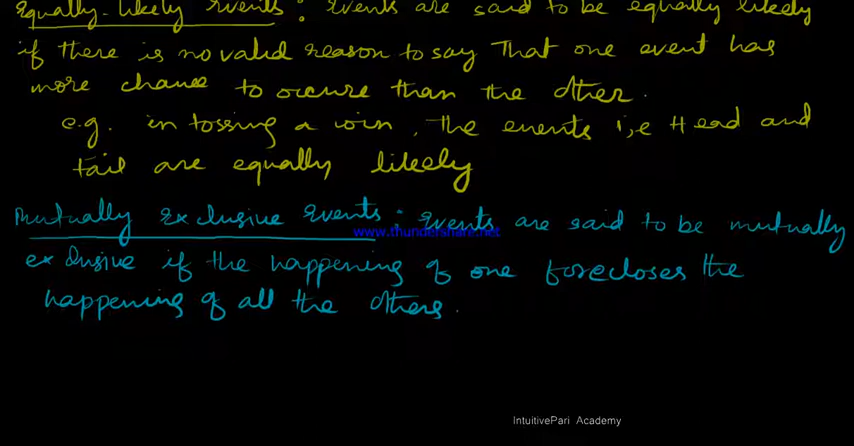 Equally-likely Events: Events are said to be equally likely
if there is no valid reason to say That one event has
more chance to occure than the other.
e.g. in tossing a coin, The events i,e Head and
tail are equally likely
Mutually Exclusive Events: Events are said to be mutually
www.thundershare.net
exclusive if the happening of one forecloses the
happening of all the others.
IntuitivePari Academy